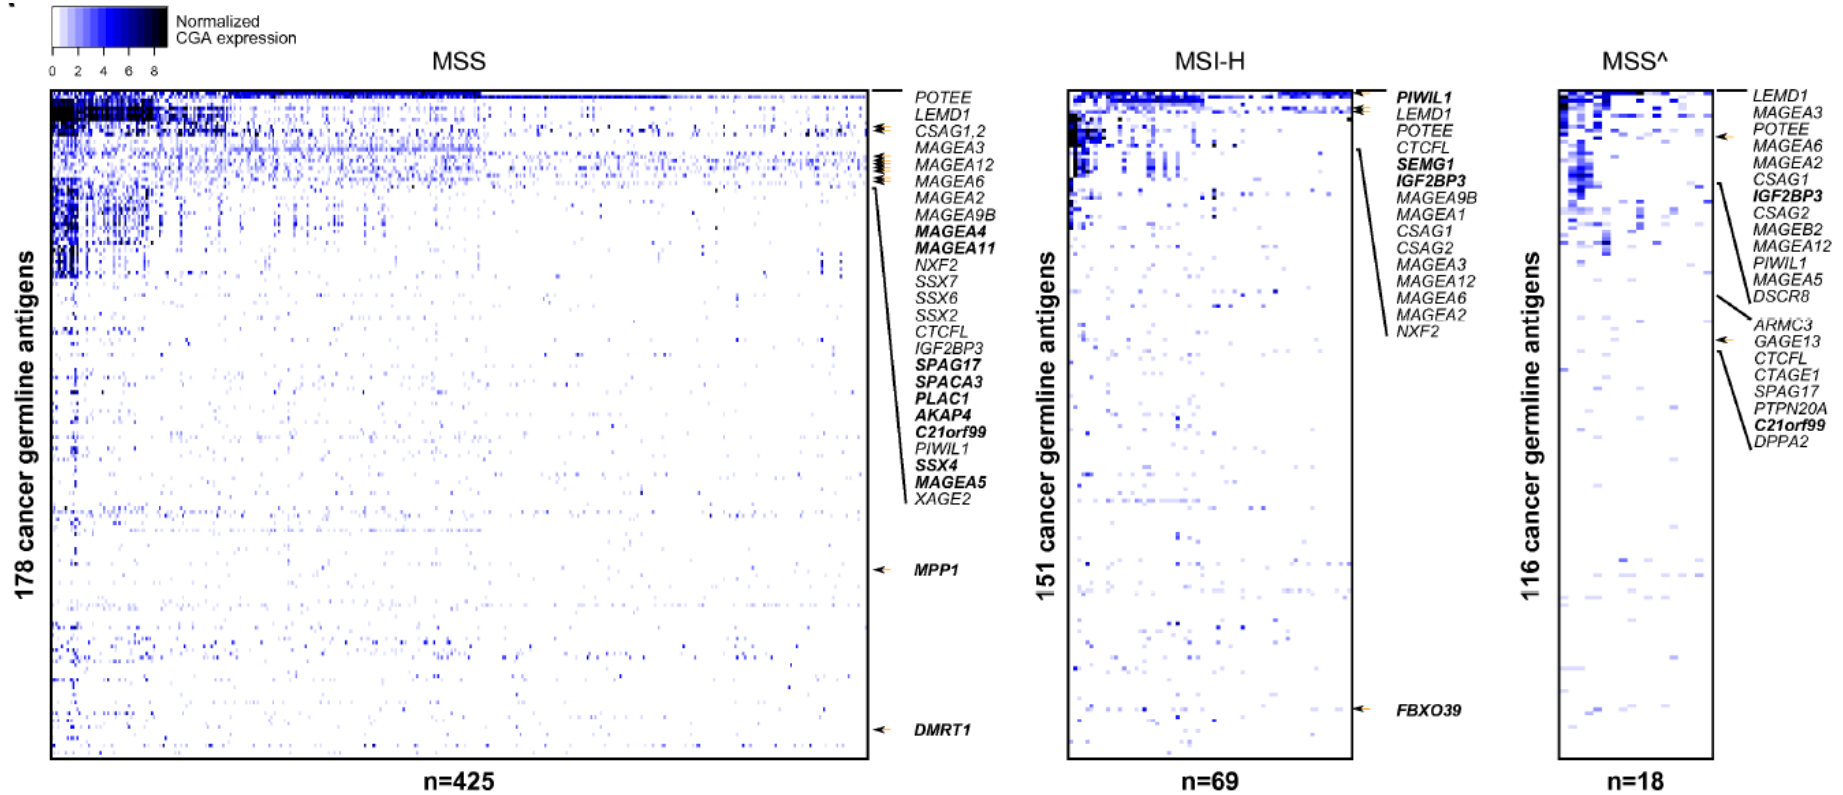 Normalized
CGA expression
0 2 4 6 8
MSS
178 cancer germline antigens
n=425
POTEE
LEMD1
CSAG1,2
MAGEA3
MAGEA12
MAGEA6
MAGEA2
MAGEA9B
MAGEA4
MAGEA11
NXF2
SSX7
SSX6
SSX2
CTCFL
IGF2BP3
SPAG17
SPACA3
PLAC1
AKAP4
C21orf99
PIWIL1
SSX4
MAGEA5
XAGE2
MPP1
DMRT1
MSI-H
151 cancer germline antigens
n=69
PIWIL1
LEMD1
POTEE
CTCFL
SEMG1
IGF2BP3
MAGEA9B
MAGEA1
CSAG1
CSAG2
MAGEA3
MAGEA12
MAGEA6
MAGEA2
NXF2
FBXO39
MSS^
116 cancer germline antigens
n=18
LEMD1
MAGEA3
POTEE
MAGEA6
MAGEA2
CSAG1
IGF2BP3
CSAG2
MAGEB2
MAGEA12
PIWIL1
MAGEA5
DSCR8
ARMC3
GAGE13
CTCFL
CTAGE1
SPAG17
PTPN20A
C21orf99
DPPA2